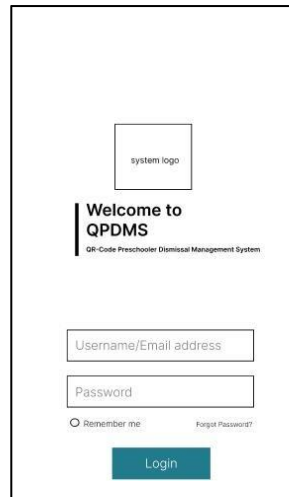 system logo
Welcome to
QPDMS
QR-Code Preschooler Dismissal Management System
Username/Email address
Password
Remember me
Forgot Password?
Login